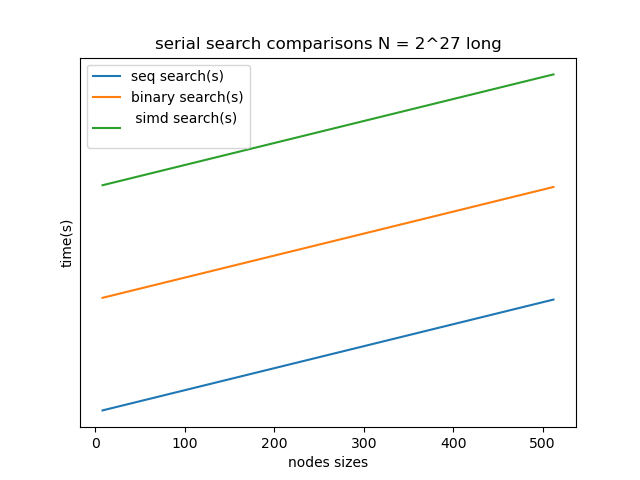 serial search comparisons N = 2^27 long
seq search(s)
binary search(s)
simd search(s)
time(s)
0 100 200 300 400 500
nodes sizes